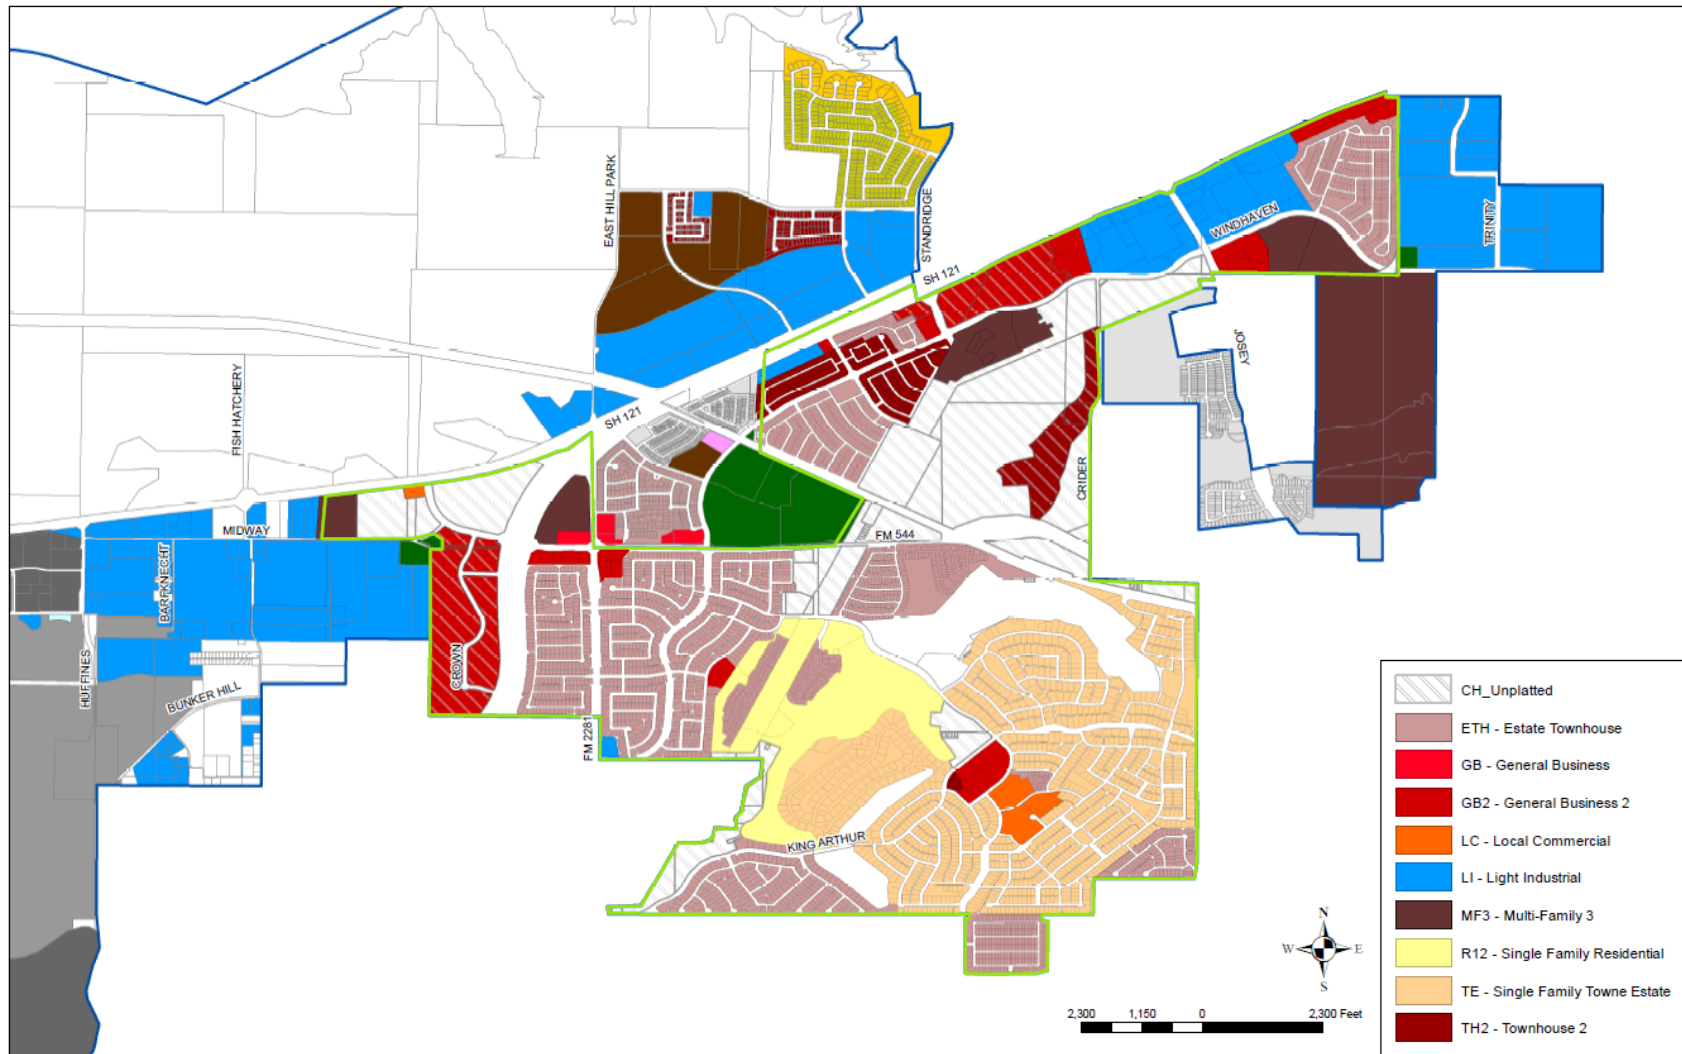 EAST HILL PARK
STANDRIDGE
SH 121
WINDHAVEN
TRINITY
JOSEY
FISH HATCHERY
SH 121
CRIDER
MIDWAY
FM 544
BARFKNECHT
CROWN
HUFFINES
BUNKER HILL
FM 2281
KING ARTHUR
N
W E
S
2,300 1,150 0 2,300 Feet
CH_Unplatted
ETH - Estate Townhouse
GB - General Business
GB2 - General Business 2
LC - Local Commercial
LI - Light Industrial
MF3 - Multi-Family 3
R12 - Single Family Residential
TE - Single Family Towne Estate
TH2 - Townhouse 2